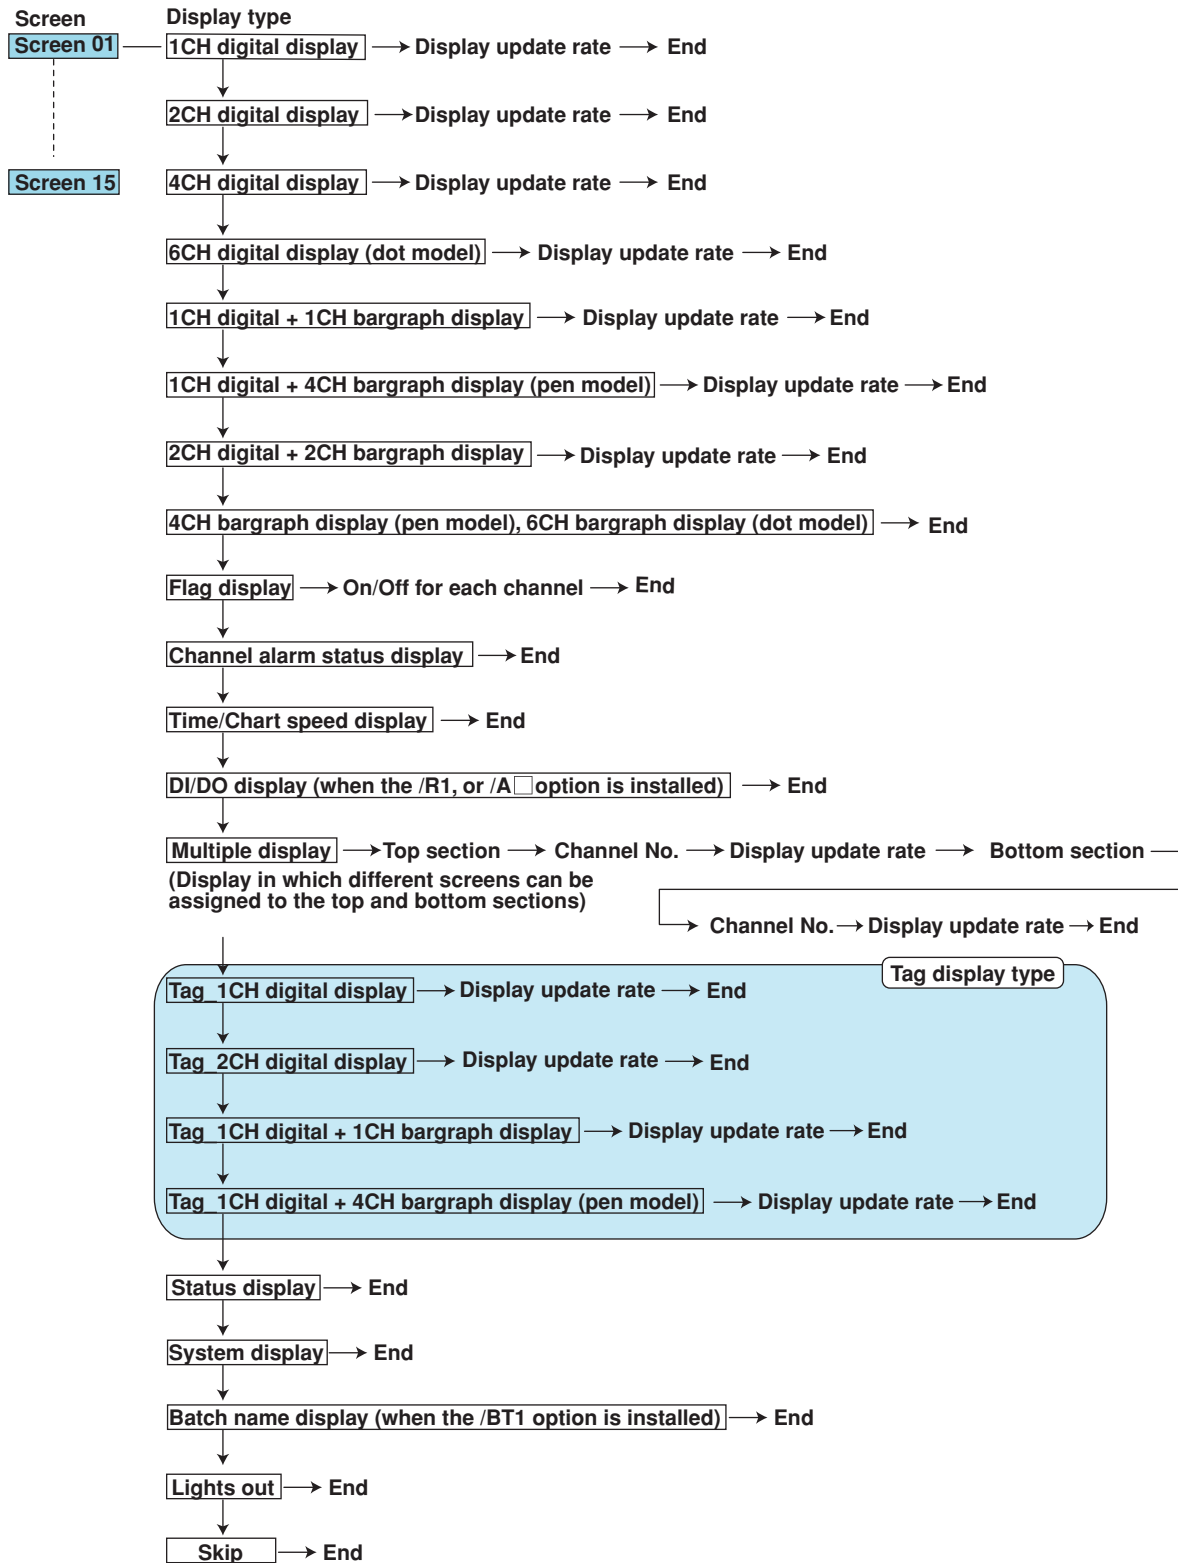 Screen Display type
Screen 01 1CH digital display Display update rate End
2CH digital display Display update rate End
Screen 15 4CH digital display Display update rate End
6CH digital display (dot model) Display update rate End
1CH digital + 1CH bargraph display Display update rate End
1CH digital + 4CH bargraph display (pen model) Display update rate End
2CH digital + 2CH bargraph display Display update rate End
4CH bargraph display (pen model), 6CH bargraph display (dot model) End
Flag display On/Off for each channel End
Channel alarm status display End
Time/Chart speed display End
DI/DO display (when the /R1, or /A□ option is installed) End
Multiple display Top section Channel No. Display update rate Bottom section
(Display in which different screens can be
assigned to the top and bottom sections)
Channel No. Display update rate End
Tag display type
Tag_1CH digital display Display update rate End
Tag_2CH digital display Display update rate End
Tag_1CH digital + 1CH bargraph display Display update rate End
Tag_1CH digital + 4CH bargraph display (pen model) Display update rate End
Status display End
System display End
Batch name display (when the /BT1 option is installed) End
Lights out End
Skip End